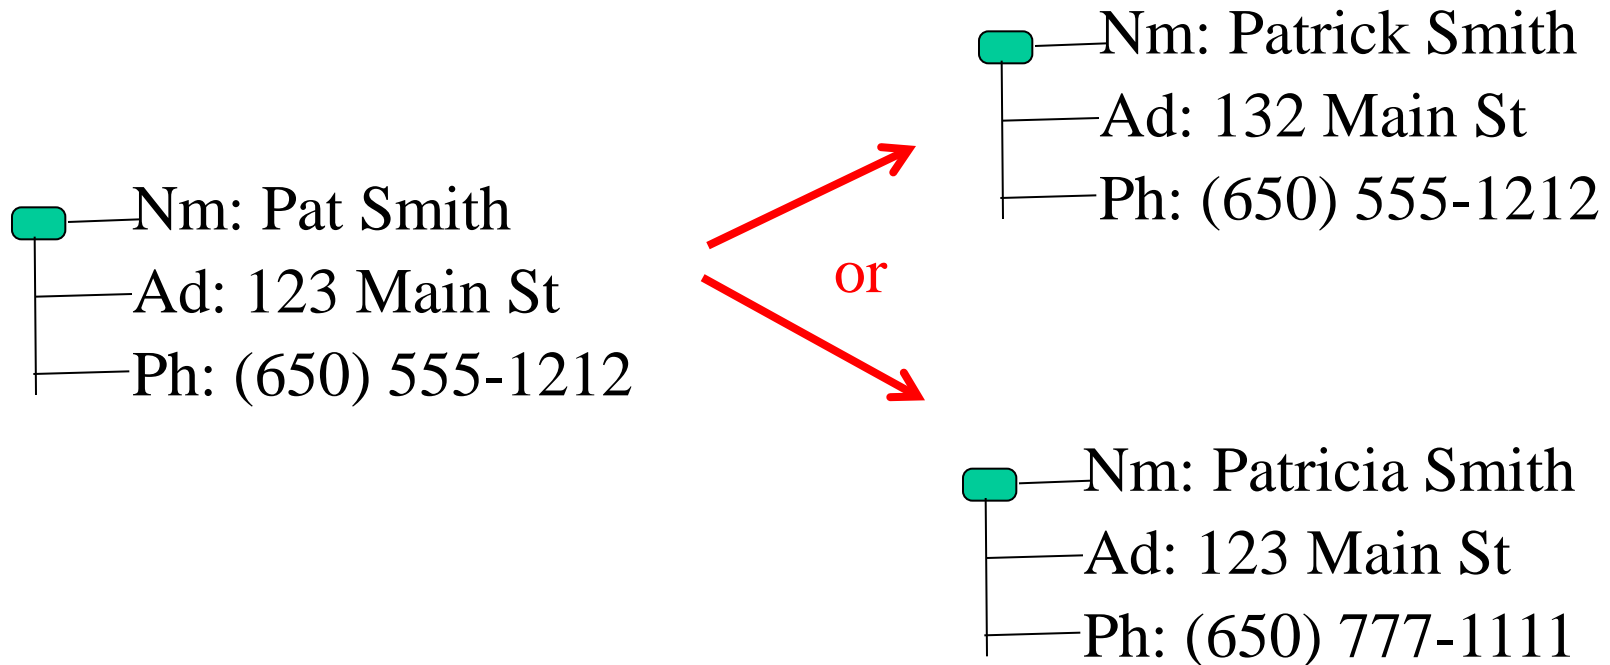 Nm: Pat Smith
Ad: 123 Main St
Ph: (650) 555-1212
or
Nm: Patrick Smith
Ad: 132 Main St
Ph: (650) 555-1212
Nm: Patricia Smith
Ad: 123 Main St
Ph: (650) 777-1111